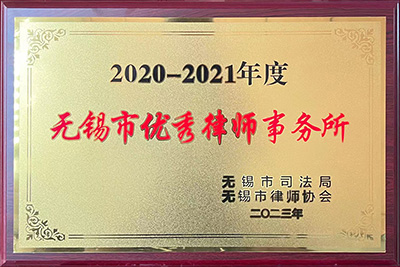 2020-2021年度
无锡市优秀律师事务所
无锡市司法局
无锡市律师协会
二〇二三年